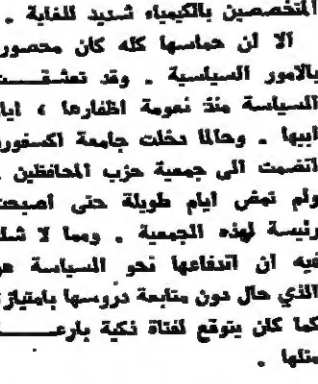 المتخصصين بالكيمياء شديد للغاية .
الا ان حماسها كله كان محصور
بالامور السياسية . وقد تعشقـــت
السياسة منذ نعومة اظفارها ، ايا
ابيها . وحالما دخلت جامعة اكسفور
انضمت الى جمعية حزب المحافظين .
ولم تمض ايام طويلة حتى اصبحت
رئيسة لهذه الجمعية . ومما لا شك
فيه ان اندفاعها نحو السياسة هو
الذي حال دون متابعة دروسها بامتياز
كما كان يتوقع لفتاة ذكية بارعـــــة
مثلها .